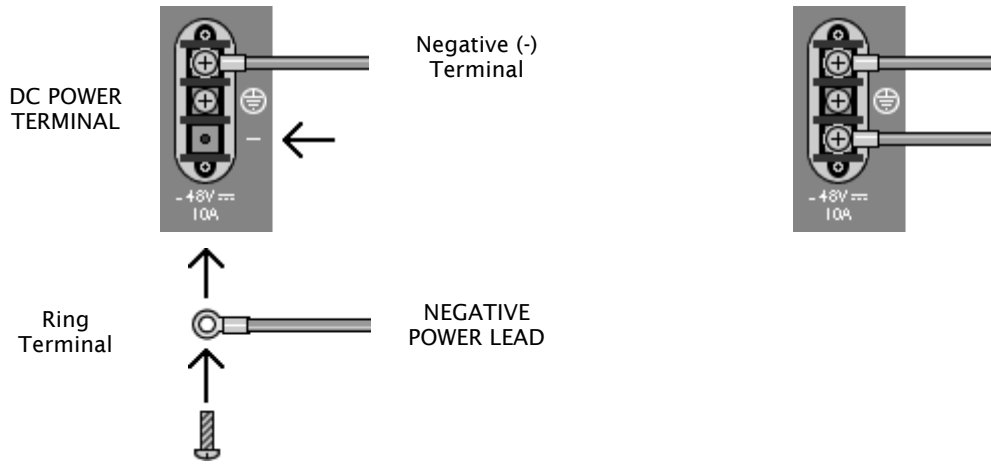 Negative (-)
Terminal
DC POWER
TERMINAL
–
– 48V ⎓
10A
– 48V ⎓
10A
Ring
Terminal
NEGATIVE
POWER LEAD